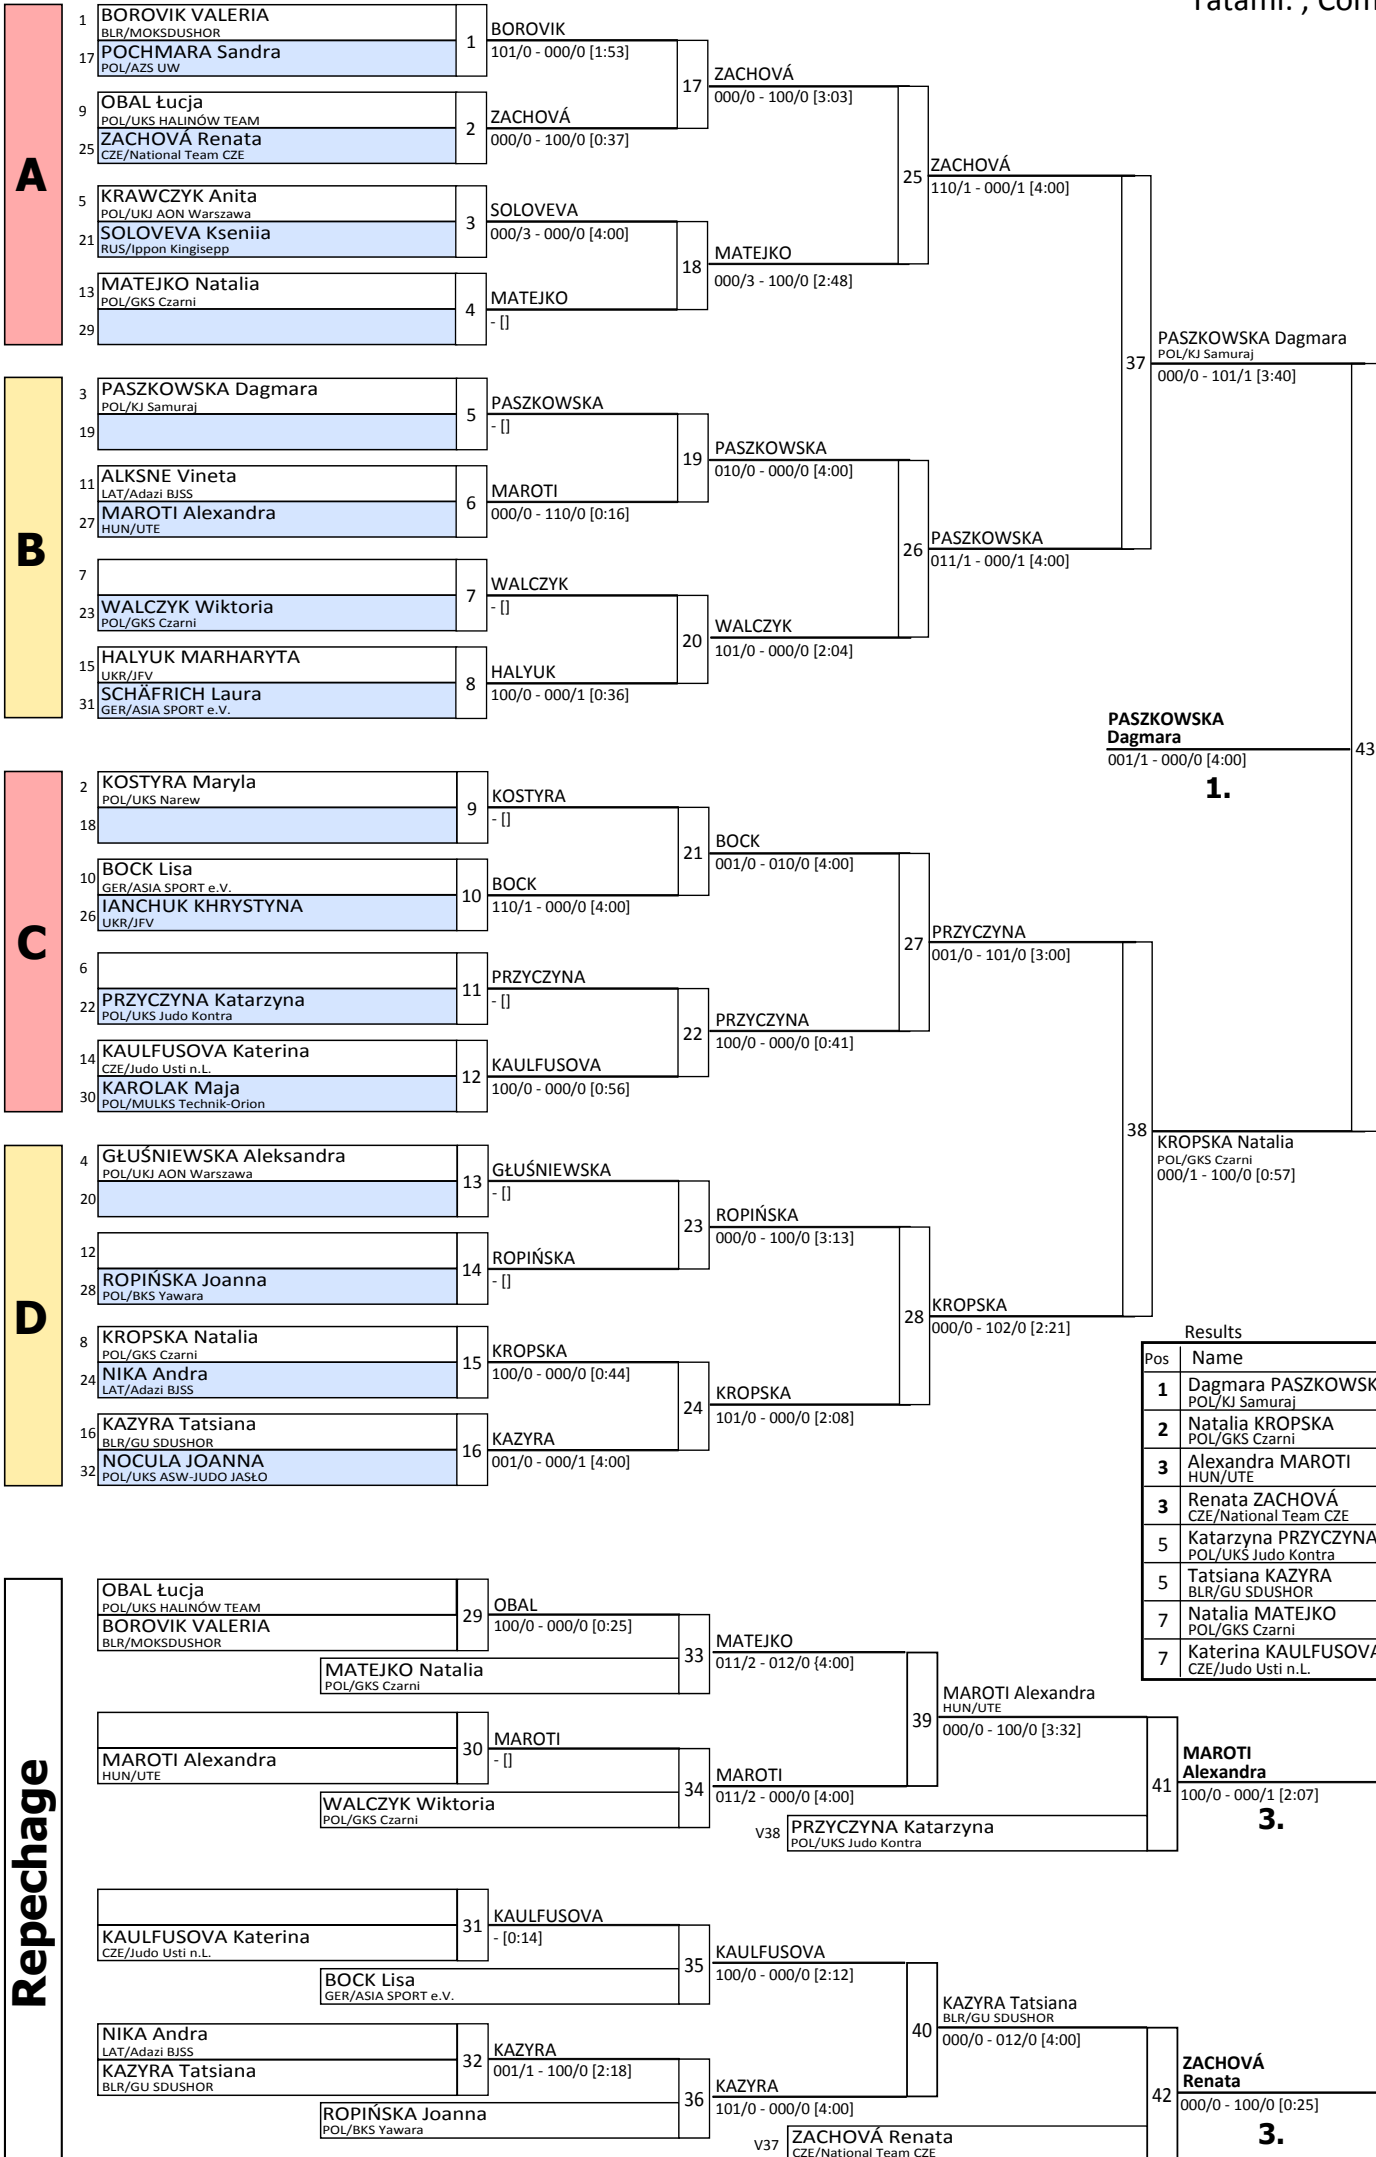 Tatami: , Com
A
1 BOROVIK VALERIA
BLR/MOKSDUSHOR
17 POCHMARA Sandra
POL/AZS UW
1
BOROVIK
101/0 - 000/0 [1:53]
9 OBAL Łucja
POL/UKS HALINÓW TEAM
25 ZACHOVÁ Renata
CZE/National Team CZE
2
ZACHOVÁ
000/0 - 100/0 [0:37]
17
ZACHOVÁ
000/0 - 100/0 [3:03]
5 KRAWCZYK Anita
POL/UKJ AON Warszawa
21 SOLOVEVA Kseniia
RUS/Ippon Kingisepp
3
SOLOVEVA
000/3 - 000/0 [4:00]
13 MATEJKO Natalia
POL/GKS Czarni
29
4
MATEJKO
- []
18
MATEJKO
000/3 - 100/0 [2:48]
25
ZACHOVÁ
110/1 - 000/1 [4:00]
B
3 PASZKOWSKA Dagmara
POL/KJ Samuraj
19
5
PASZKOWSKA
- []
11 ALKSNE Vineta
LAT/Adazi BJSS
27 MAROTI Alexandra
HUN/UTE
6
MAROTI
000/0 - 110/0 [0:16]
19
PASZKOWSKA
010/0 - 000/0 [4:00]
7
23 WALCZYK Wiktoria
POL/GKS Czarni
7
WALCZYK
- []
15 HALYUK MARHARYTA
UKR/JFV
31 SCHÄFRICH Laura
GER/ASIA SPORT e.V.
8
HALYUK
100/0 - 000/1 [0:36]
20
WALCZYK
101/0 - 000/0 [2:04]
26
PASZKOWSKA
011/1 - 000/1 [4:00]
37
PASZKOWSKA Dagmara
POL/KJ Samuraj
000/0 - 101/1 [3:40]
PASZKOWSKA
Dagmara
001/1 - 000/0 [4:00]
1.
43
C
2 KOSTYRA Maryla
POL/UKS Narew
18
9
KOSTYRA
- []
10 BOCK Lisa
GER/ASIA SPORT e.V.
26 IANCHUK KHRYSTYNA
UKR/JFV
10
BOCK
110/1 - 000/0 [4:00]
21
BOCK
001/0 - 010/0 [4:00]
6
22 PRZYCZYNA Katarzyna
POL/UKS Judo Kontra
11
PRZYCZYNA
- []
14 KAULFUSOVA Katerina
CZE/Judo Usti n.L.
30 KAROLAK Maja
POL/MULKS Technik-Orion
12
KAULFUSOVA
100/0 - 000/0 [0:56]
22
PRZYCZYNA
100/0 - 000/0 [0:41]
27
PRZYCZYNA
001/0 - 101/0 [3:00]
D
4 GŁUŚNIEWSKA Aleksandra
POL/UKJ AON Warszawa
20
13
GŁUŚNIEWSKA
- []
12
28 ROPIŃSKA Joanna
POL/BKS Yawara
14
ROPIŃSKA
- []
23
ROPIŃSKA
000/0 - 100/0 [3:13]
8 KROPSKA Natalia
POL/GKS Czarni
24 NIKA Andra
LAT/Adazi BJSS
15
KROPSKA
100/0 - 000/0 [0:44]
16 KAZYRA Tatsiana
BLR/GU SDUSHOR
32 NOCULA JOANNA
POL/UKS ASW-JUDO JASŁO
16
KAZYRA
001/0 - 000/1 [4:00]
24
KROPSKA
101/0 - 000/0 [2:08]
28
KROPSKA
000/0 - 102/0 [2:21]
38
KROPSKA Natalia
POL/GKS Czarni
000/1 - 100/0 [0:57]
Results
Pos Name
1 Dagmara PASZKOWSK
POL/KJ Samuraj
2 Natalia KROPSKA
POL/GKS Czarni
3 Alexandra MAROTI
HUN/UTE
3 Renata ZACHOVÁ
CZE/National Team CZE
5 Katarzyna PRZYCZYNA
POL/UKS Judo Kontra
5 Tatsiana KAZYRA
BLR/GU SDUSHOR
7 Natalia MATEJKO
POL/GKS Czarni
7 Katerina KAULFUSOVA
CZE/Judo Usti n.L.
Repechage
OBAL Łucja
POL/UKS HALINÓW TEAM
BOROVIK VALERIA
BLR/MOKSDUSHOR
29
OBAL
100/0 - 000/0 [0:25]
MATEJKO Natalia
POL/GKS Czarni
33
MATEJKO
011/2 - 012/0 {4:00]
MAROTI Alexandra
HUN/UTE
30
MAROTI
- []
WALCZYK Wiktoria
POL/GKS Czarni
34
MAROTI
011/2 - 000/0 [4:00]
39
MAROTI Alexandra
HUN/UTE
000/0 - 100/0 [3:32]
V38 PRZYCZYNA Katarzyna
POL/UKS Judo Kontra
41
MAROTI
Alexandra
100/0 - 000/1 [2:07]
3.
KAULFUSOVA Katerina
CZE/Judo Usti n.L.
31
KAULFUSOVA
- [0:14]
BOCK Lisa
GER/ASIA SPORT e.V.
35
KAULFUSOVA
100/0 - 000/0 [2:12]
NIKA Andra
LAT/Adazi BJSS
KAZYRA Tatsiana
BLR/GU SDUSHOR
32
KAZYRA
001/1 - 100/0 [2:18]
ROPIŃSKA Joanna
POL/BKS Yawara
36
KAZYRA
101/0 - 000/0 [4:00]
40
KAZYRA Tatsiana
BLR/GU SDUSHOR
000/0 - 012/0 [4:00]
V37 ZACHOVÁ Renata
CZE/National Team CZE
42
ZACHOVÁ
Renata
000/0 - 100/0 [0:25]
3.